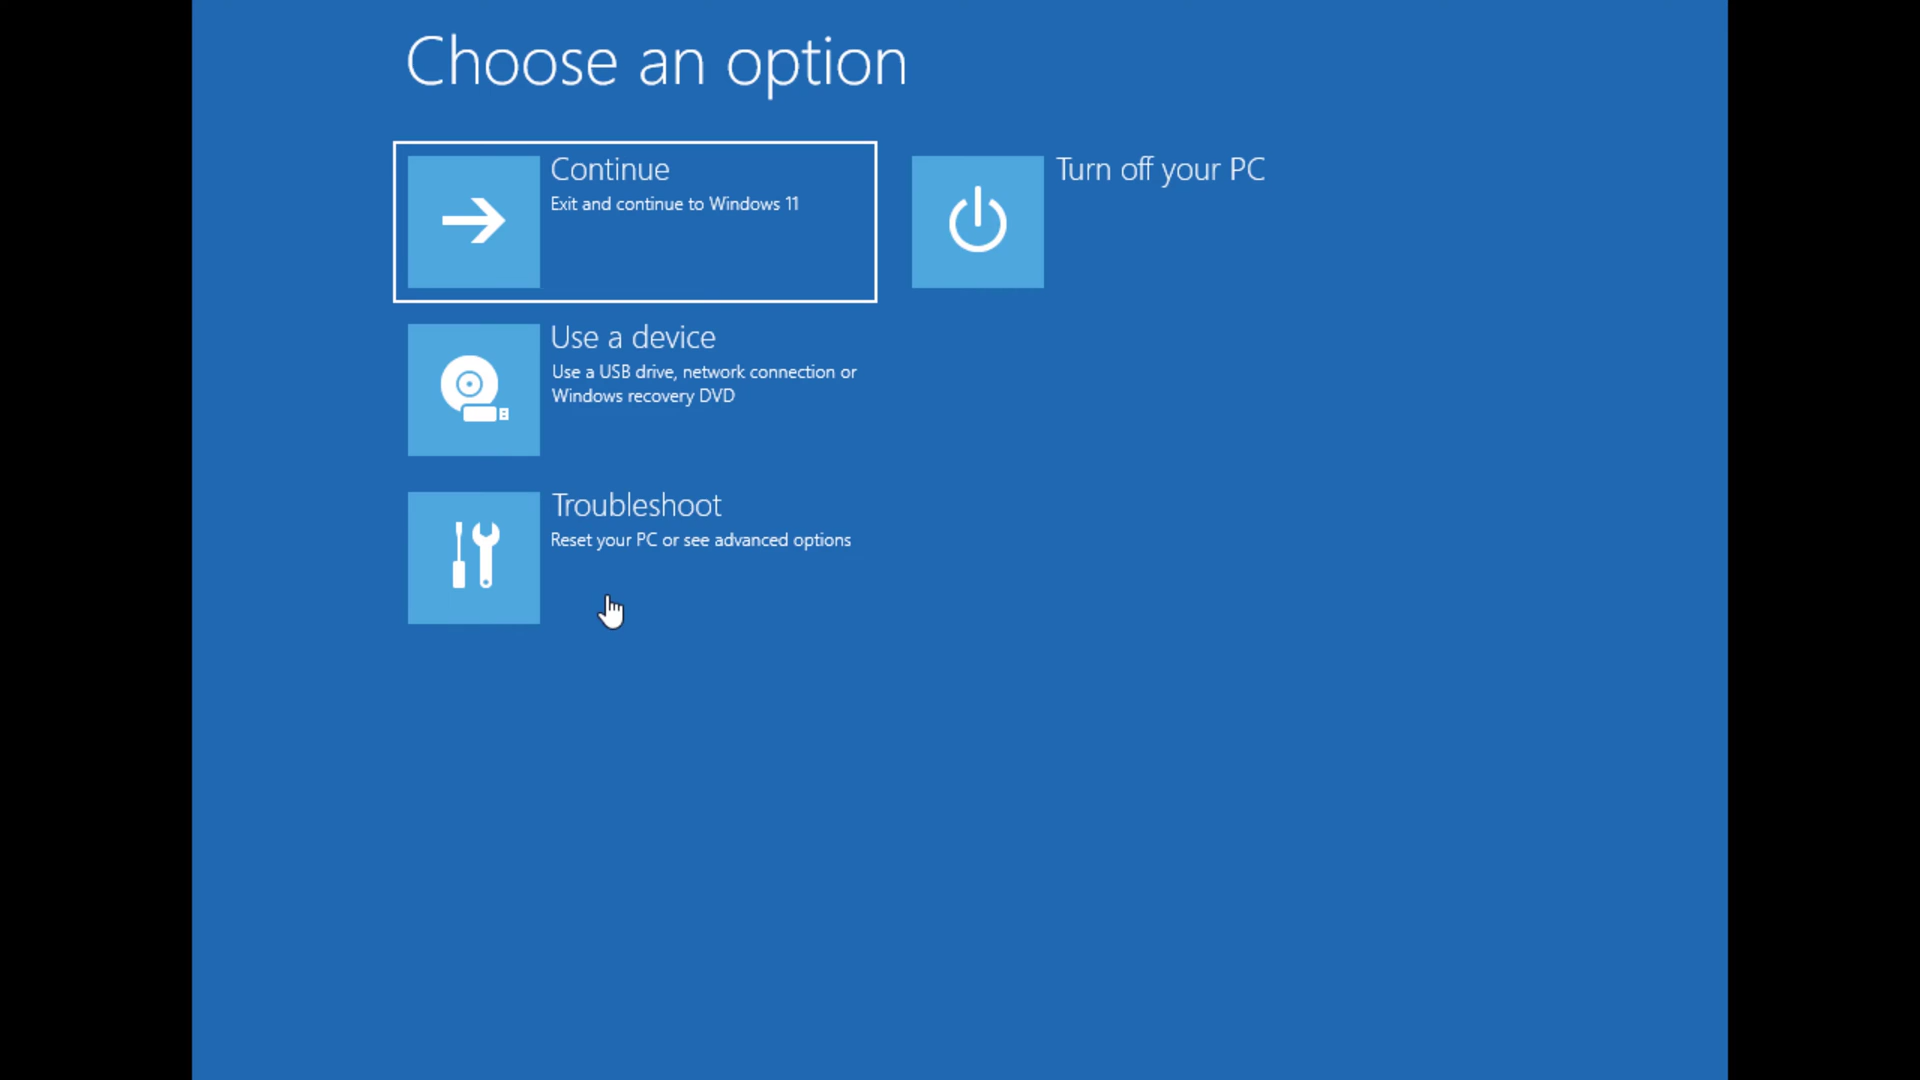 Choose an option
Continue
Exit and continue to Windows 11
Turn off your PC
Use a device
Use a USB drive, network connection or
Windows recovery DVD
Troubleshoot
Reset your PC or see advanced options